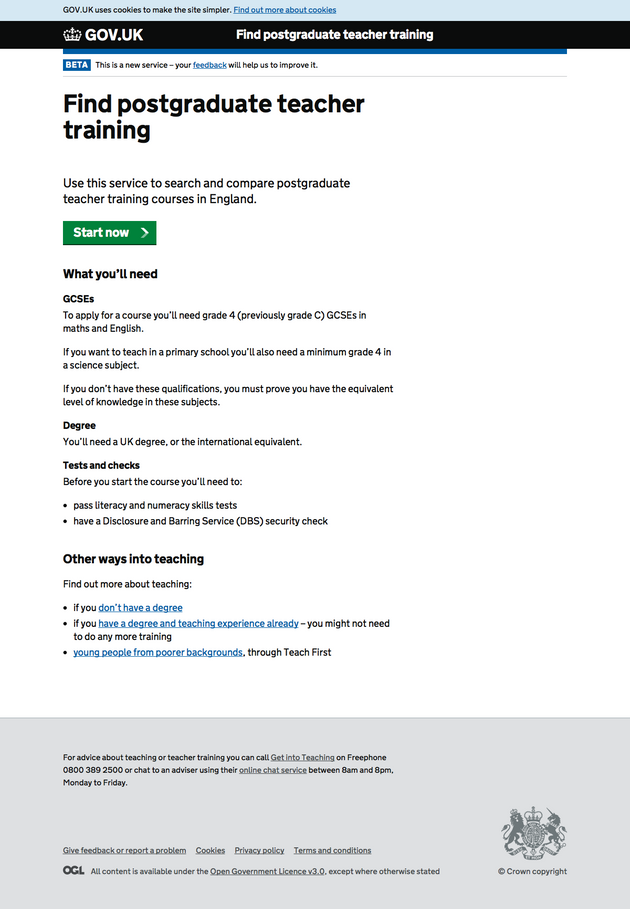 GOV.UK uses cookies to make the site simpler. Find out more about cookies
GOV.UK Find postgraduate teacher training
BETA This is a new service – your feedback will help us to improve it.
Find postgraduate teacher
training
Use this service to search and compare postgraduate
teacher training courses in England.
Start now
What you’ll need
GCSEs
To apply for a course you’ll need grade 4 (previously grade C) GCSEs in
maths and English.
If you want to teach in a primary school you’ll also need a minimum grade 4 in
a science subject.
If you don’t have these qualifications, you must prove you have the equivalent
level of knowledge in these subjects.
Degree
You’ll need a UK degree, or the international equivalent.
Tests and checks
Before you start the course you’ll need to:
• pass literacy and numeracy skills tests
• have a Disclosure and Barring Service (DBS) security check
Other ways into teaching
Find out more about teaching:
• if you don’t have a degree
• if you have a degree and teaching experience already – you might not need
to do any more training
• young people from poorer backgrounds, through Teach First
For advice about teaching or teacher training you can call Get into Teaching on Freephone
0800 389 2500 or chat to an adviser using their online chat service between 8am and 8pm,
Monday to Friday.
Give feedback or report a problem Cookies Privacy policy Terms and conditions
OGL All content is available under the Open Government Licence v3.0, except where otherwise stated
© Crown copyright